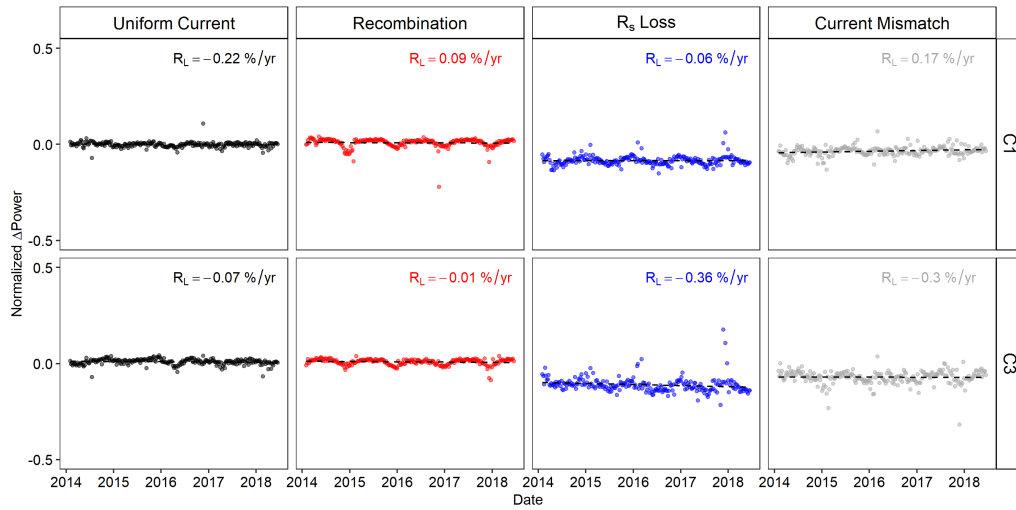 Uniform Current
Recombination
Rs Loss
Current Mismatch
0.5
0.0
-0.5
RL = −0.22 %/yr
RL = 0.09 %/yr
RL = −0.06 %/yr
RL = 0.17 %/yr
C1
Normalized ΔPower
0.5
0.0
-0.5
RL = −0.07 %/yr
RL = −0.01 %/yr
RL = −0.36 %/yr
RL = −0.3 %/yr
C3
2014 2015 2016 2017 2018
2014 2015 2016 2017 2018
2014 2015 2016 2017 2018
2014 2015 2016 2017 2018
Date